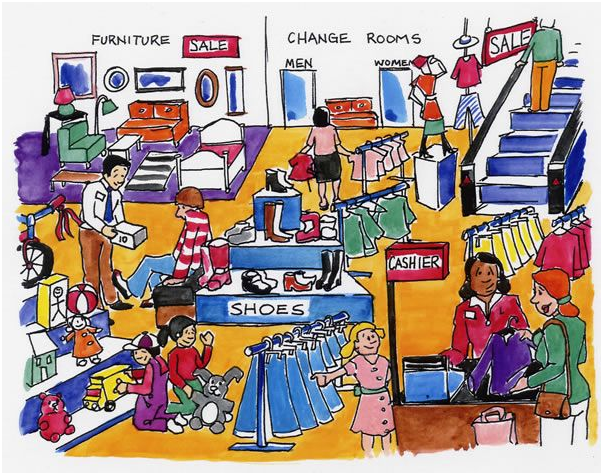 FURNITURE SALE
CHANGE ROOMS
MEN
WOMEN
SALE
10
CASHIER
SHOES